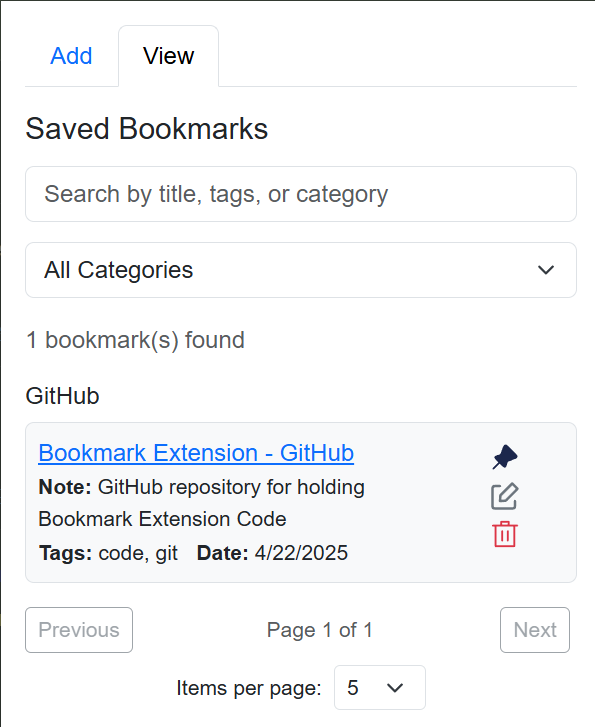 Add View
Saved Bookmarks
Search by title, tags, or category
All Categories
1 bookmark(s) found
GitHub
Bookmark Extension - GitHub
Note: GitHub repository for holding
Bookmark Extension Code
Tags: code, git Date: 4/22/2025
Previous Page 1 of 1 Next
Items per page: 5